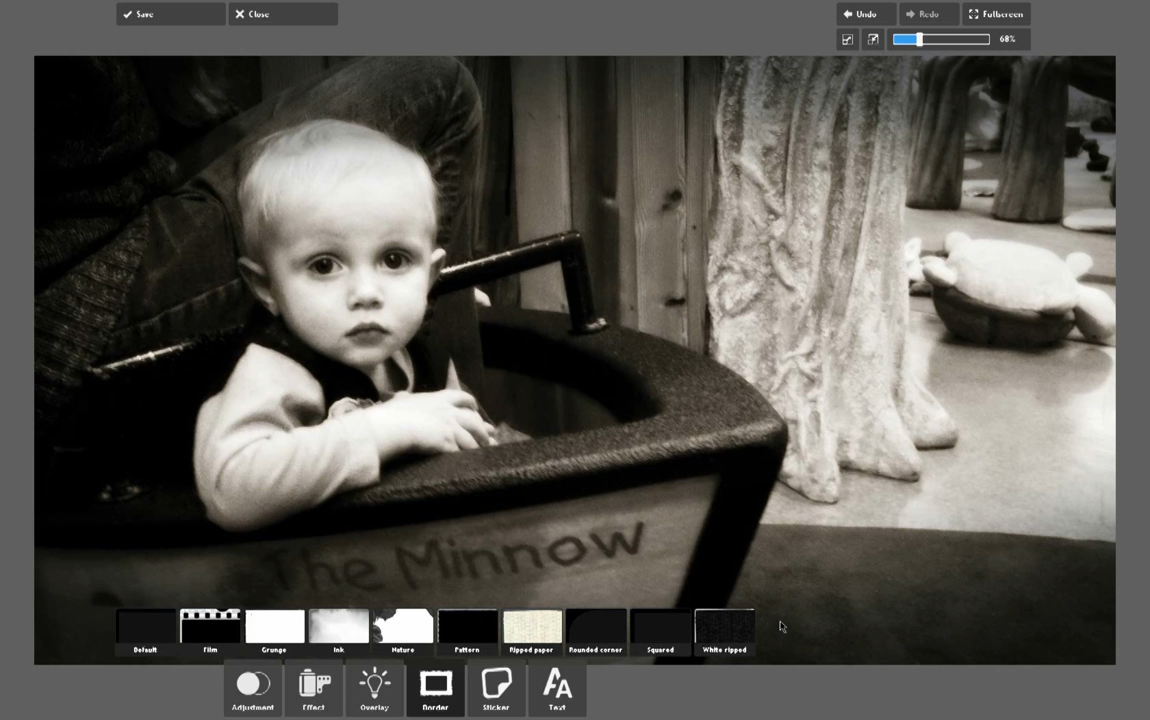 Save
Close
Undo
Redo
Fullscreen
68%
The Minnow
Default
Film
Grunge
Ink
Nature
Pattern
Ripped paper
Rounded corner
Squared
White ripped
Adjustment
Effect
Overlay
Border
Sticker
Text